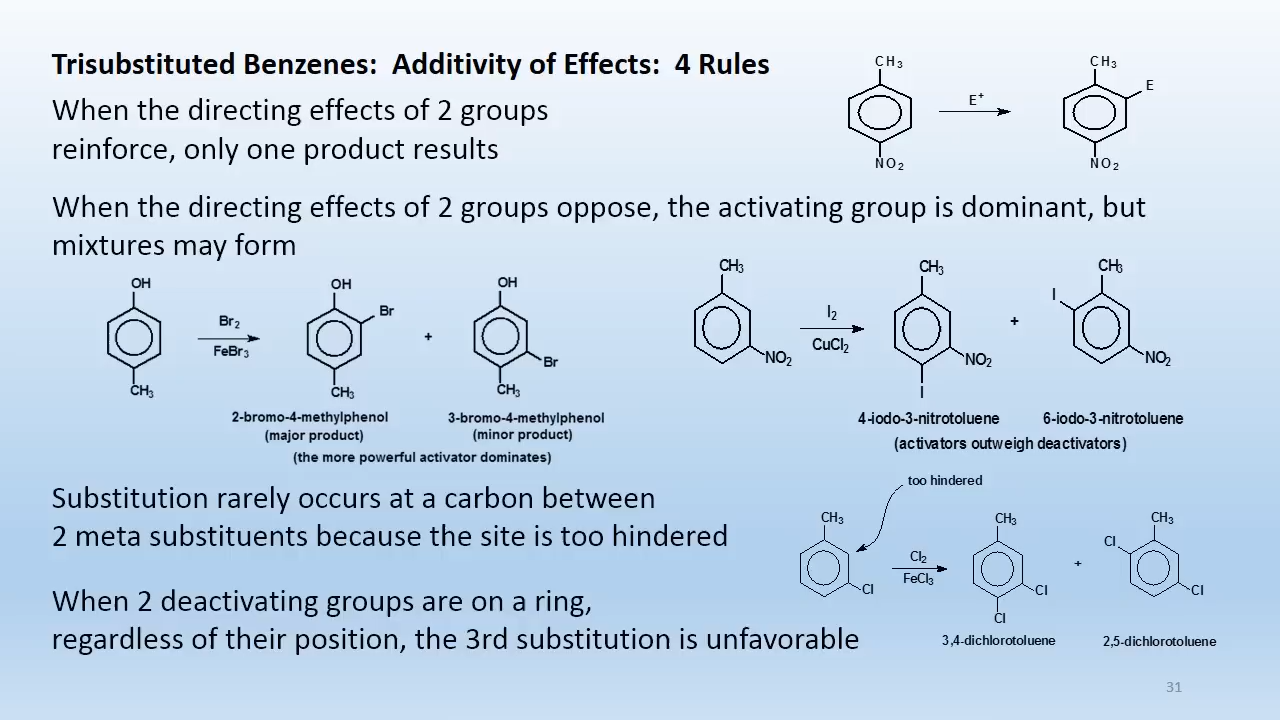 Trisubstituted Benzenes:  Additivity of Effects:  4 Rules
When the directing effects of 2 groups
reinforce, only one product results
CH3
NO2
E+
CH3
E
NO2
When the directing effects of 2 groups oppose, the activating group is dominant, but
mixtures may form
OH
CH3
Br2
FeBr3
OH
Br
CH3
+
OH
Br
CH3
2-bromo-4-methylphenol
(major product)
3-bromo-4-methylphenol
(minor product)
(the more powerful activator dominates)
CH3
NO2
I2
CuCl2
CH3
NO2
I
+
CH3
I
NO2
4-iodo-3-nitrotoluene
6-iodo-3-nitrotoluene
(activators outweigh deactivators)
Substitution rarely occurs at a carbon between
2 meta substituents because the site is too hindered
too hindered
CH3
Cl
Cl2
FeCl3
CH3
Cl
Cl
+
CH3
Cl
Cl
3,4-dichlorotoluene
2,5-dichlorotoluene
When 2 deactivating groups are on a ring,
regardless of their position, the 3rd substitution is unfavorable
31